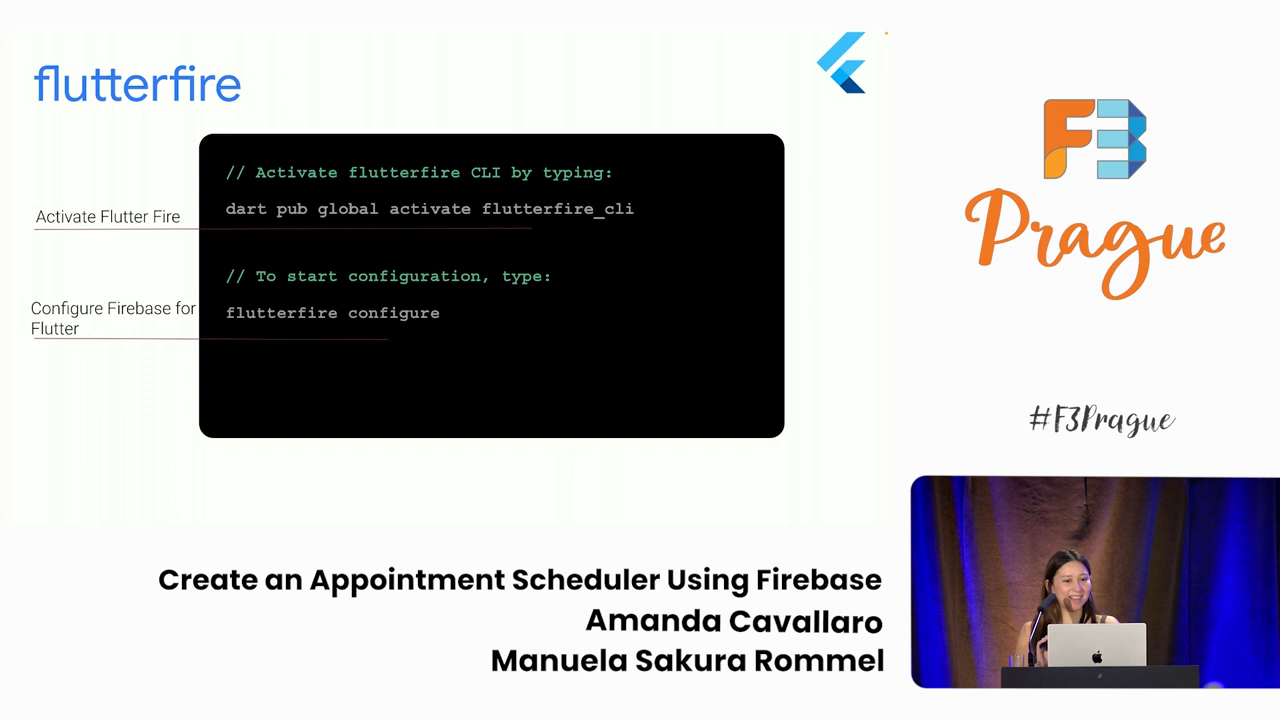 flutterfire
// Activate flutterfire CLI by typing:
Activate Flutter Fire
dart pub global activate flutterfire_cli
// To start configuration, type:
Configure Firebase for
Flutter
flutterfire configure
F3
Prague
#F3Prague
Create an Appointment Scheduler Using Firebase
Amanda Cavallaro
Manuela Sakura Rommel